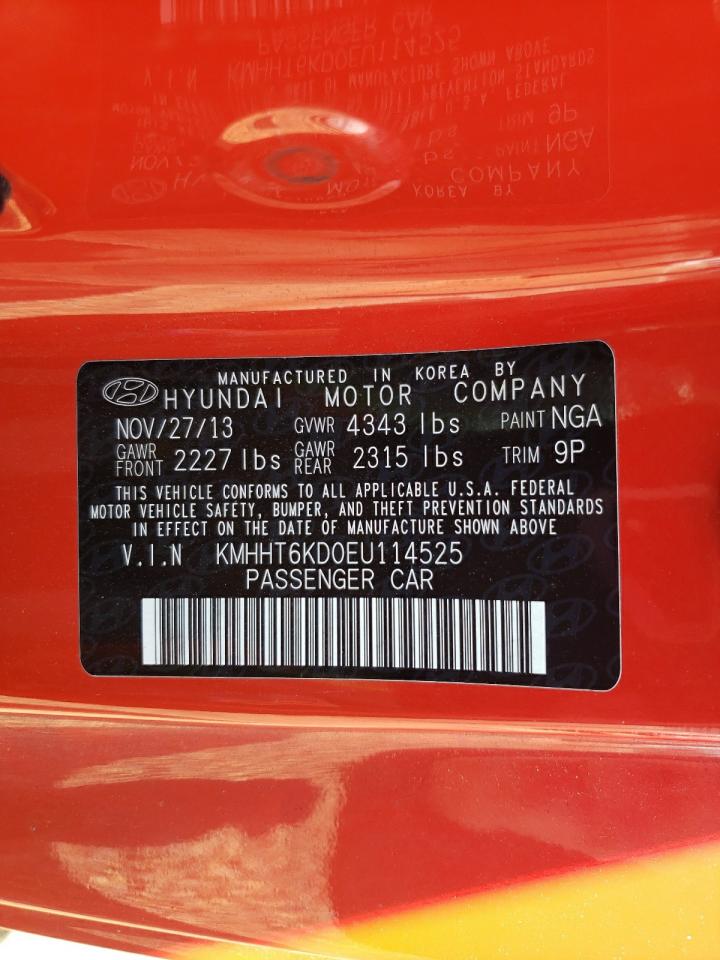 MANUFACTURED IN KOREA BY
HYUNDAI MOTOR COMPANY
NOV/27/13 GVWR 4343 lbs PAINT NGA
GAWR FRONT 2227 lbs GAWR REAR 2315 lbs TRIM 9P
THIS VEHICLE CONFORMS TO ALL APPLICABLE U.S.A. FEDERAL
MOTOR VEHICLE SAFETY, BUMPER, AND THEFT PREVENTION STANDARDS
IN EFFECT ON THE DATE OF MANUFACTURE SHOWN ABOVE
V.I.N KMHHT6KD0EU114525
PASSENGER CAR